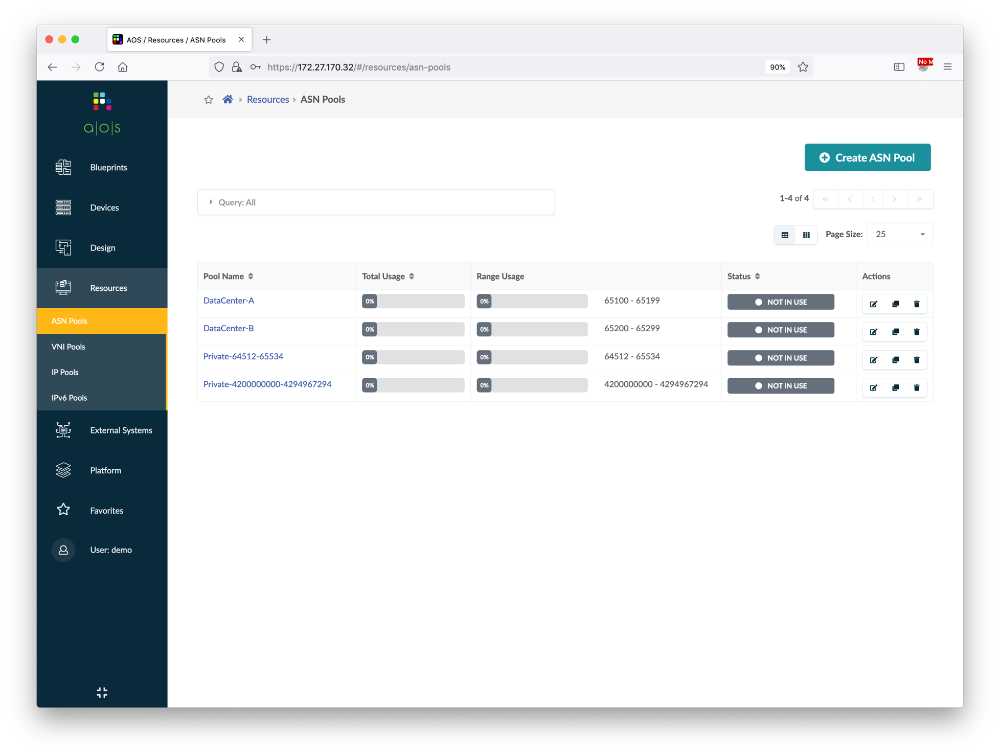 AOS / Resources / ASN Pools
https://172.27.170.32/#/resources/asn-pools
90%
No M
a|o|s
Resources
ASN Pools
Blueprints
Devices
Design
Resources
ASN Pools
VNI Pools
IP Pools
IPv6 Pools
External Systems
Platform
Favorites
User: demo
Create ASN Pool
Query: All
1-4 of 4
« < 1 > »
Page Size: 25
Pool Name Total Usage Range Usage Status Actions
DataCenter-A 0% 0% 65100 - 65199 NOT IN USE
DataCenter-B 0% 0% 65200 - 65299 NOT IN USE
Private-64512-65534 0% 0% 64512 - 65534 NOT IN USE
Private-4200000000-4294967294 0% 0% 4200000000 - 4294967294 NOT IN USE